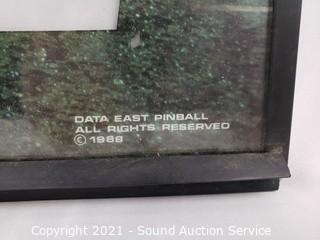 DATA EAST PINBALL
ALL RIGHTS RESERVED
© 1988
Copyright 2021 - Sound Auction Service